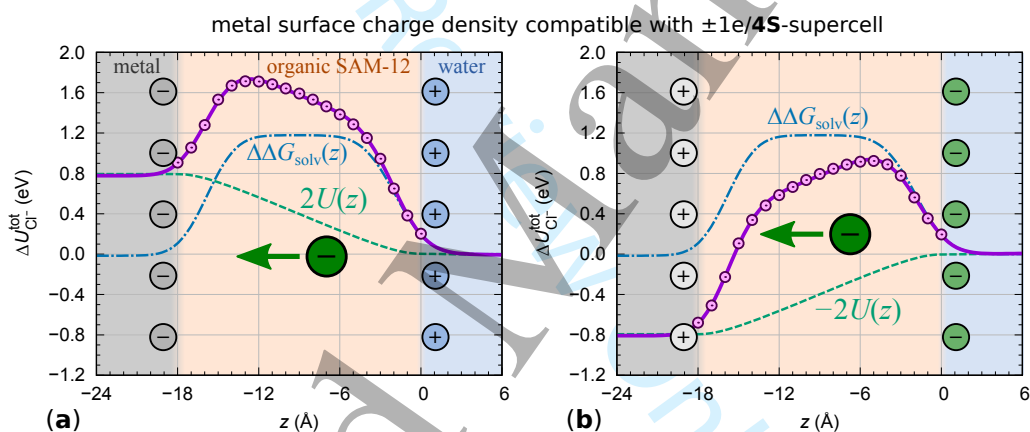 metal surface charge density compatible with ±1e/4S-supercell
metal organic SAM-12 water
ΔΔG_solv(z)
2U(z)
ΔU^tot_Cl⁻ (eV)
2.0
1.6
1.2
0.8
0.4
0.0
−0.4
−0.8
−1.2
−24 −18 −12 −6 0 6
z (Å)
(a)
ΔΔG_solv(z)
−2U(z)
ΔU^tot_Cl⁻ (eV)
2.0
1.6
1.2
0.8
0.4
0.0
−0.4
−0.8
−1.2
−24 −18 −12 −6 0 6
z (Å)
(b)